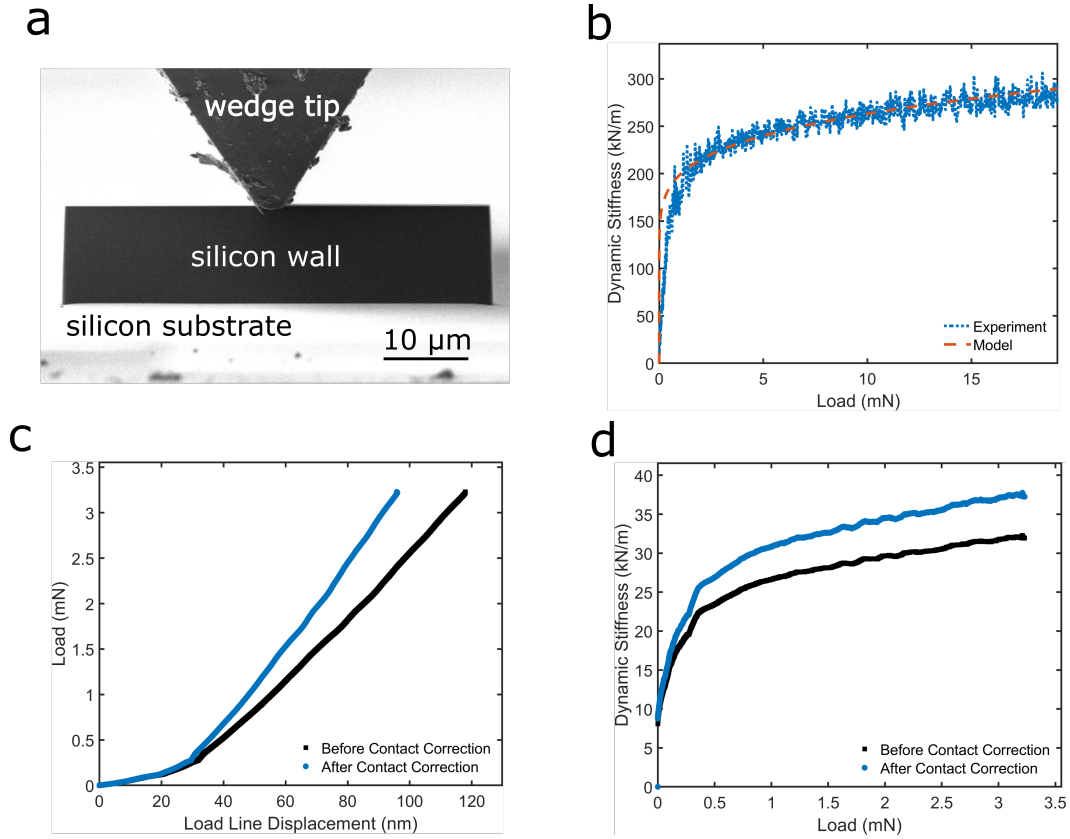 a
wedge tip
silicon wall
silicon substrate
10 µm
b
Dynamic Stiffness (kN/m)
300
250
200
150
300
250
200
150
100
50
0
0
5
10
15
Load (mN)
Experiment
Model
c
Load (mN)
3.5
3
2.5
2
1.5
1
0.5
0
0
20
40
60
80
100
120
Load Line Displacement (nm)
Before Contact Correction
After Contact Correction
d
Dynamic Stiffness (kN/m)
40
35
30
25
20
15
10
5
0
0
0.5
1
1.5
2
2.5
3
3.5
Load (mN)
Before Contact Correction
After Contact Correction